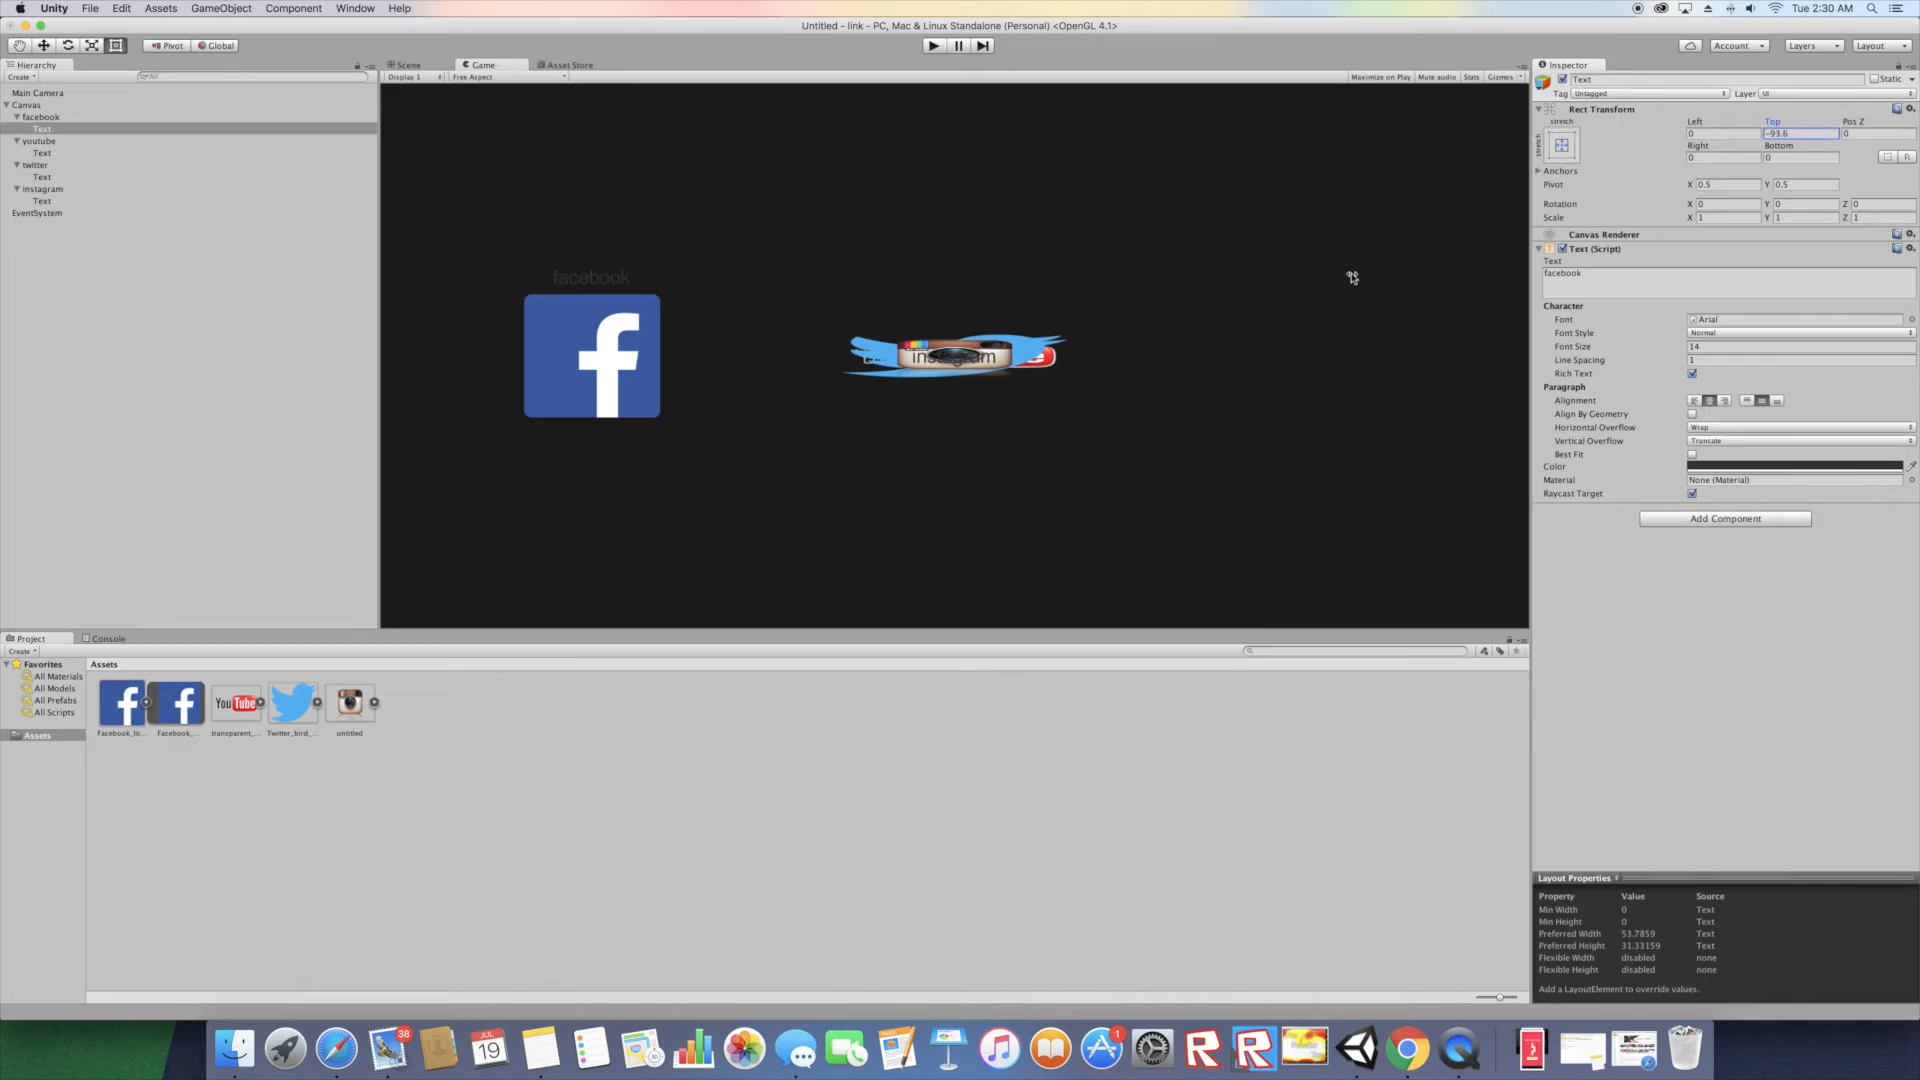 Unity File Edit Assets GameObject Component Window Help Tue 2:30 AM
Untitled - link - PC, Mac & Linux Standalone (Personal) <OpenGL 4.1>
Pivot Global Account Layers Layout
Hierarchy
Create All
Main Camera
Canvas
facebook
Text
youtube
Text
twitter
Text
instagram
Text
EventSystem
Scene Game Asset Store
Display 1 Free Aspect Maximize on Play Mute audio Stats Gizmos
facebook
instagram
Inspector
Text Static
Tag Untagged Layer UI
Rect Transform
stretch
stretch
Left Top Pos Z
0 -93.6 0
Right Bottom
0 0 R
Anchors
Pivot X 0.5 Y 0.5
Rotation X 0 Y 0 Z 0
Scale X 1 Y 1 Z 1
Canvas Renderer
Text (Script)
Text
facebook
Character
Font Arial
Font Style Normal
Font Size 14
Line Spacing 1
Rich Text
Paragraph
Alignment
Align By Geometry
Horizontal Overflow Wrap
Vertical Overflow Truncate
Best Fit
Color
Material None (Material)
Raycast Target
Add Component
Layout Properties
Property Value Source
Min Width 0 Text
Min Height 0 Text
Preferred Width 53.7859 Text
Preferred Height 31.33159 Text
Flexible Width disabled none
Flexible Height disabled none
Add a LayoutElement to override values.
Project Console
Create
Favorites
All Materials
All Models
All Prefabs
All Scripts
Assets
Assets
You Tube
Facebook_lo... Facebook_... transparent_... Twitter_bird_... untitled
38
JUL
19
1